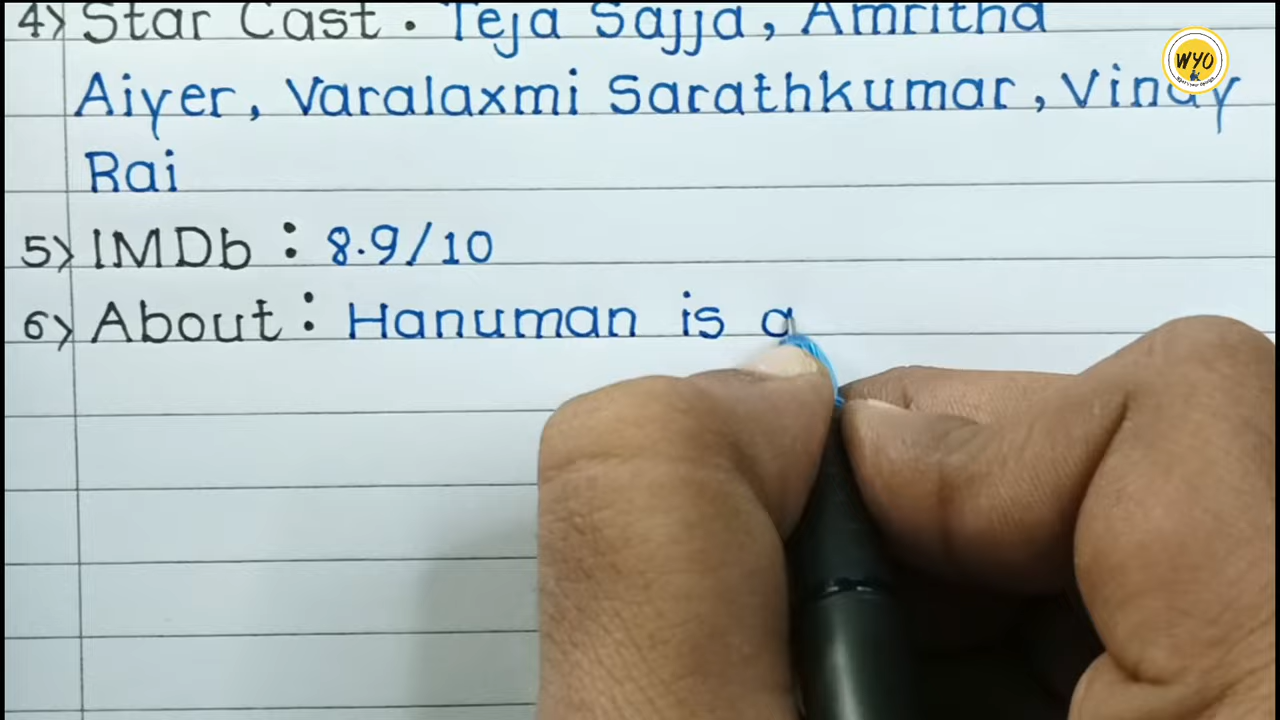 4) Star Cast : Teja Sajja, Amritha
Aiyer, Varalaxmi Sarathkumar, Vinay
Rai
5) IMDb : 8.9/10
6) About : Hanuman is a
WYO